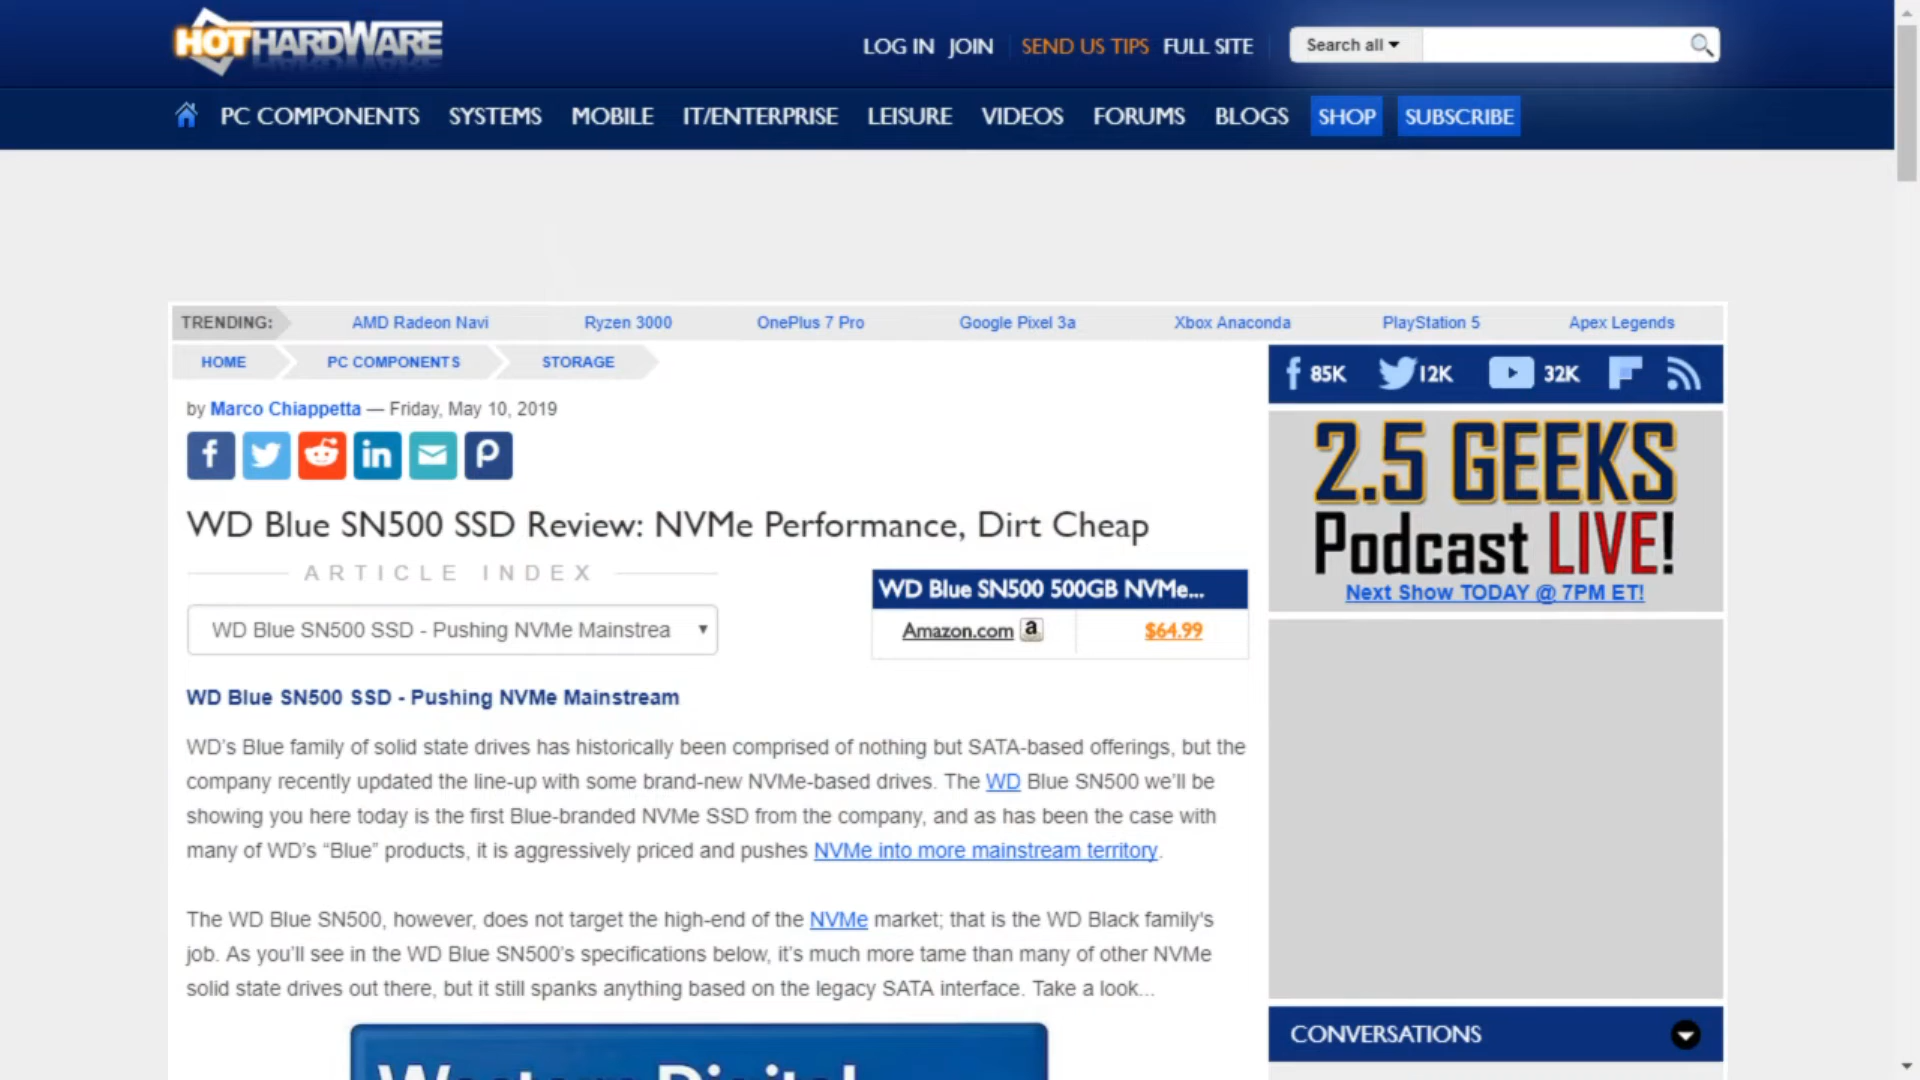 HOTHARDWARE
LOG IN JOIN SEND US TIPS FULL SITE Search all
PC COMPONENTS SYSTEMS MOBILE IT/ENTERPRISE LEISURE VIDEOS FORUMS BLOGS SHOP SUBSCRIBE
TRENDING: AMD Radeon Navi Ryzen 3000 OnePlus 7 Pro Google Pixel 3a Xbox Anaconda PlayStation 5 Apex Legends
HOME PC COMPONENTS STORAGE
85K 12K 32K
by Marco Chiappetta — Friday, May 10, 2019
2.5 GEEKS
Podcast LIVE!
Next Show TODAY @ 7PM ET!
WD Blue SN500 SSD Review: NVMe Performance, Dirt Cheap
ARTICLE INDEX
WD Blue SN500 SSD - Pushing NVMe Mainstrea
WD Blue SN500 500GB NVMe...
Amazon.com $64.99
WD Blue SN500 SSD - Pushing NVMe Mainstream
WD's Blue family of solid state drives has historically been comprised of nothing but SATA-based offerings, but the
company recently updated the line-up with some brand-new NVMe-based drives. The WD Blue SN500 we'll be
showing you here today is the first Blue-branded NVMe SSD from the company, and as has been the case with
many of WD's “Blue” products, it is aggressively priced and pushes NVMe into more mainstream territory.
The WD Blue SN500, however, does not target the high-end of the NVMe market; that is the WD Black family's
job. As you'll see in the WD Blue SN500's specifications below, it's much more tame than many of other NVMe
solid state drives out there, but it still spanks anything based on the legacy SATA interface. Take a look...
Western Digital
CONVERSATIONS